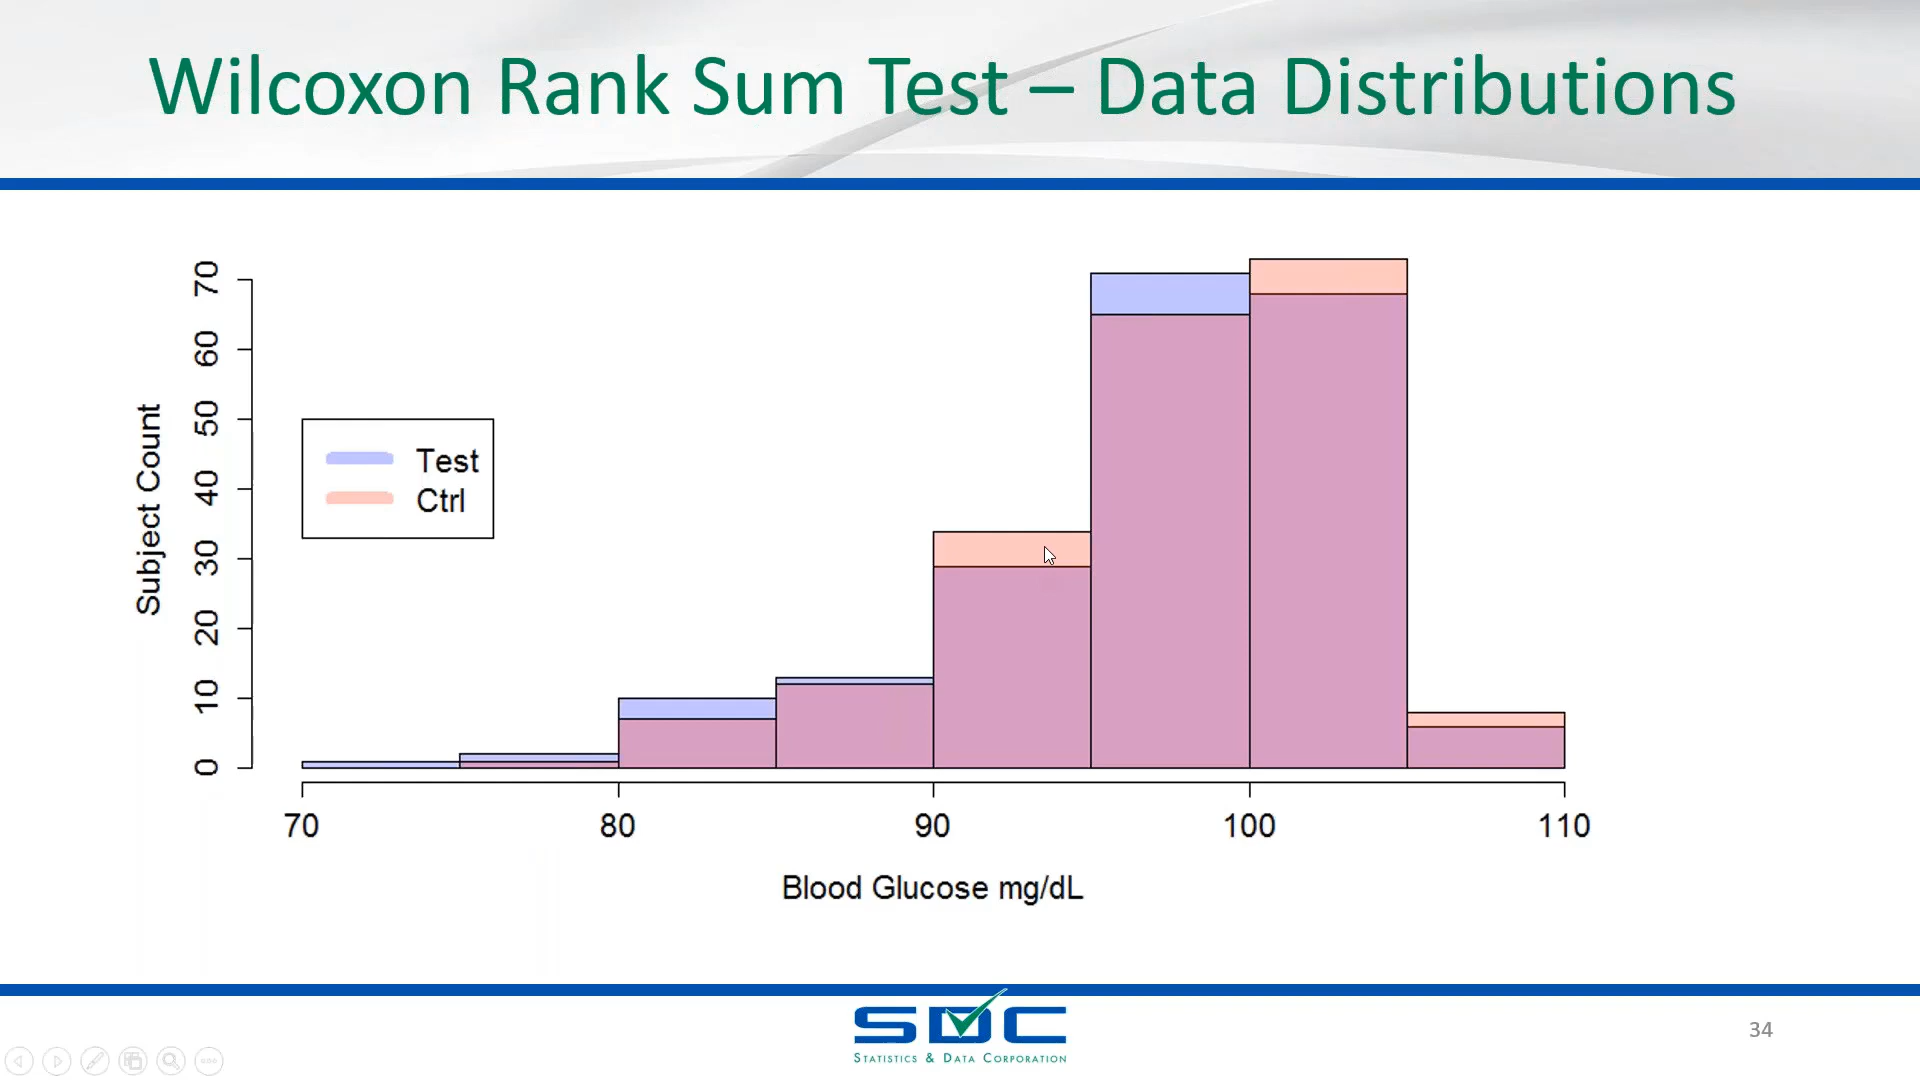 Wilcoxon Rank Sum Test – Data Distributions
70
60
50
40
30
20
10
0
Subject Count
Test
Ctrl
70 80 90 100 110
Blood Glucose mg/dL
SDC
STATISTICS & DATA CORPORATION
34